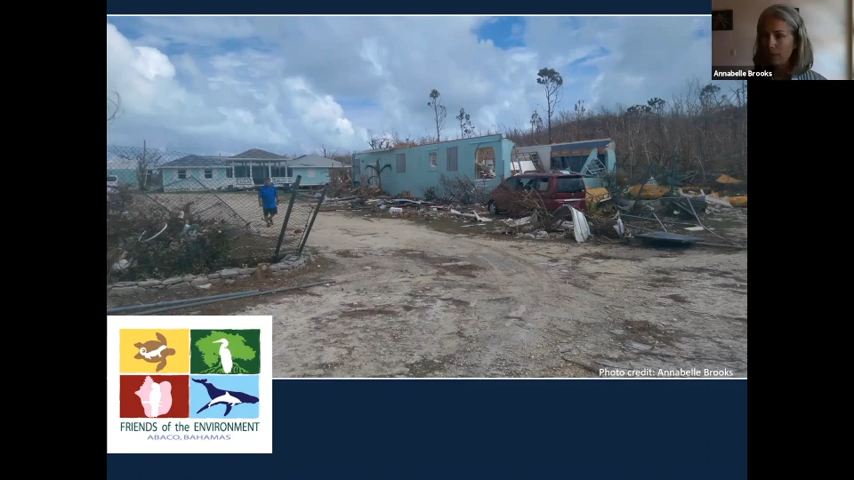 Annabelle Brooks
Photo credit: Annabelle Brooks
FRIENDS of the ENVIRONMENT
ABACO, BAHAMAS